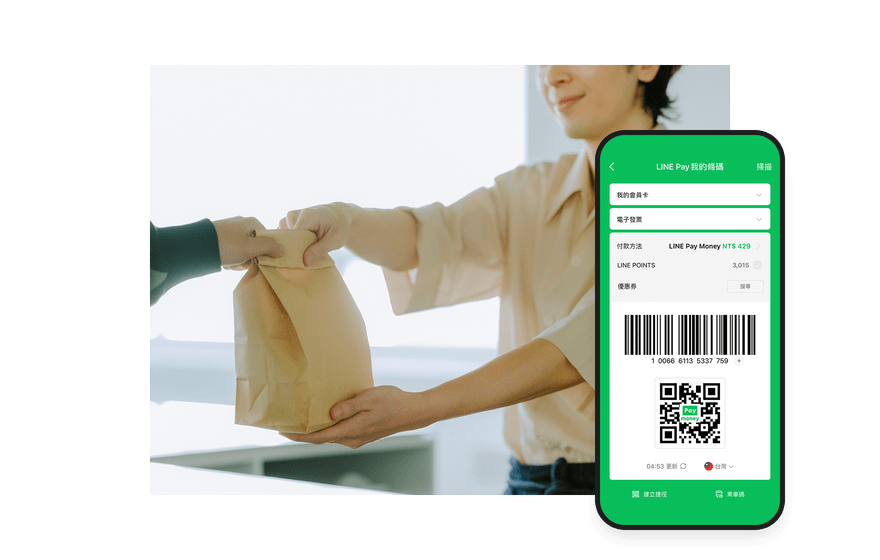 LINE Pay 我的條碼 掃描
我的會員卡
電子發票
付款方法 LINE Pay Money NT$ 429
LINE POINTS 3,015
優惠券 搜尋
1 0066 6113 5337 759 +
Pay
money
04:53 更新 台灣
建立捷徑 乘車碼